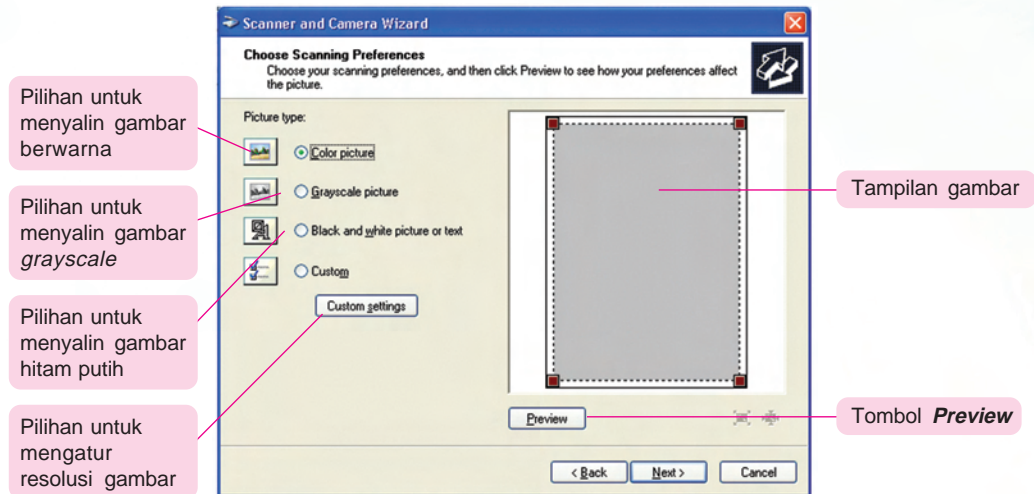 Scanner and Camera Wizard
Choose Scanning Preferences
Choose your scanning preferences, and then click Preview to see how your preferences affect
the picture.
Picture type:
Color picture
Grayscale picture
Black and white picture or text
Custom
Custom settings
Preview
< Back
Next >
Cancel
Pilihan untuk
menyalin gambar
berwarna
Pilihan untuk
menyalin gambar
grayscale
Pilihan untuk
menyalin gambar
hitam putih
Pilihan untuk
mengatur
resolusi gambar
Tampilan gambar
Tombol Preview